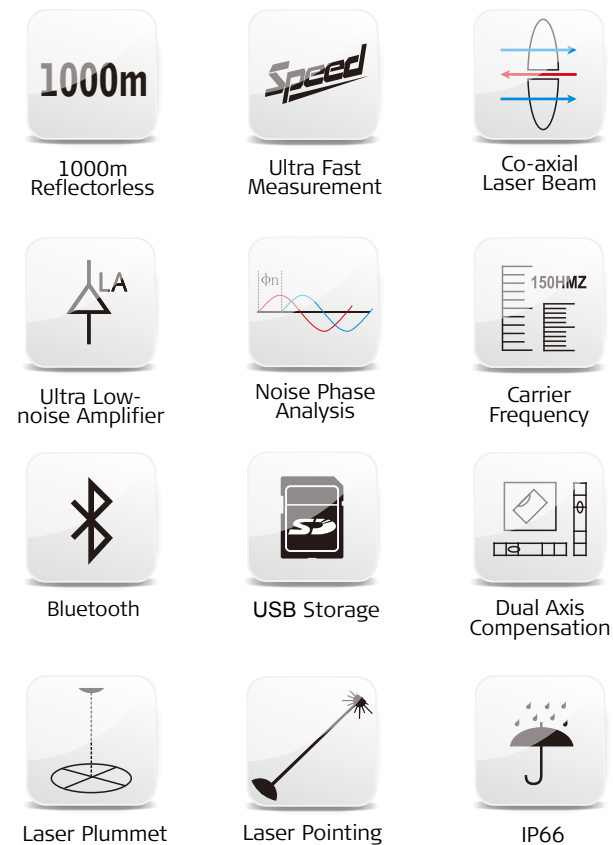 1000m
1000m
Reflectorless
Speed
Ultra Fast
Measurement
Co-axial
Laser Beam
LA
Ultra Low-
noise Amplifier
Φn
Noise Phase
Analysis
150HMZ
Carrier
Frequency
Bluetooth
SD
USB Storage
Dual Axis
Compensation
Laser Plummet
Laser Pointing
IP66